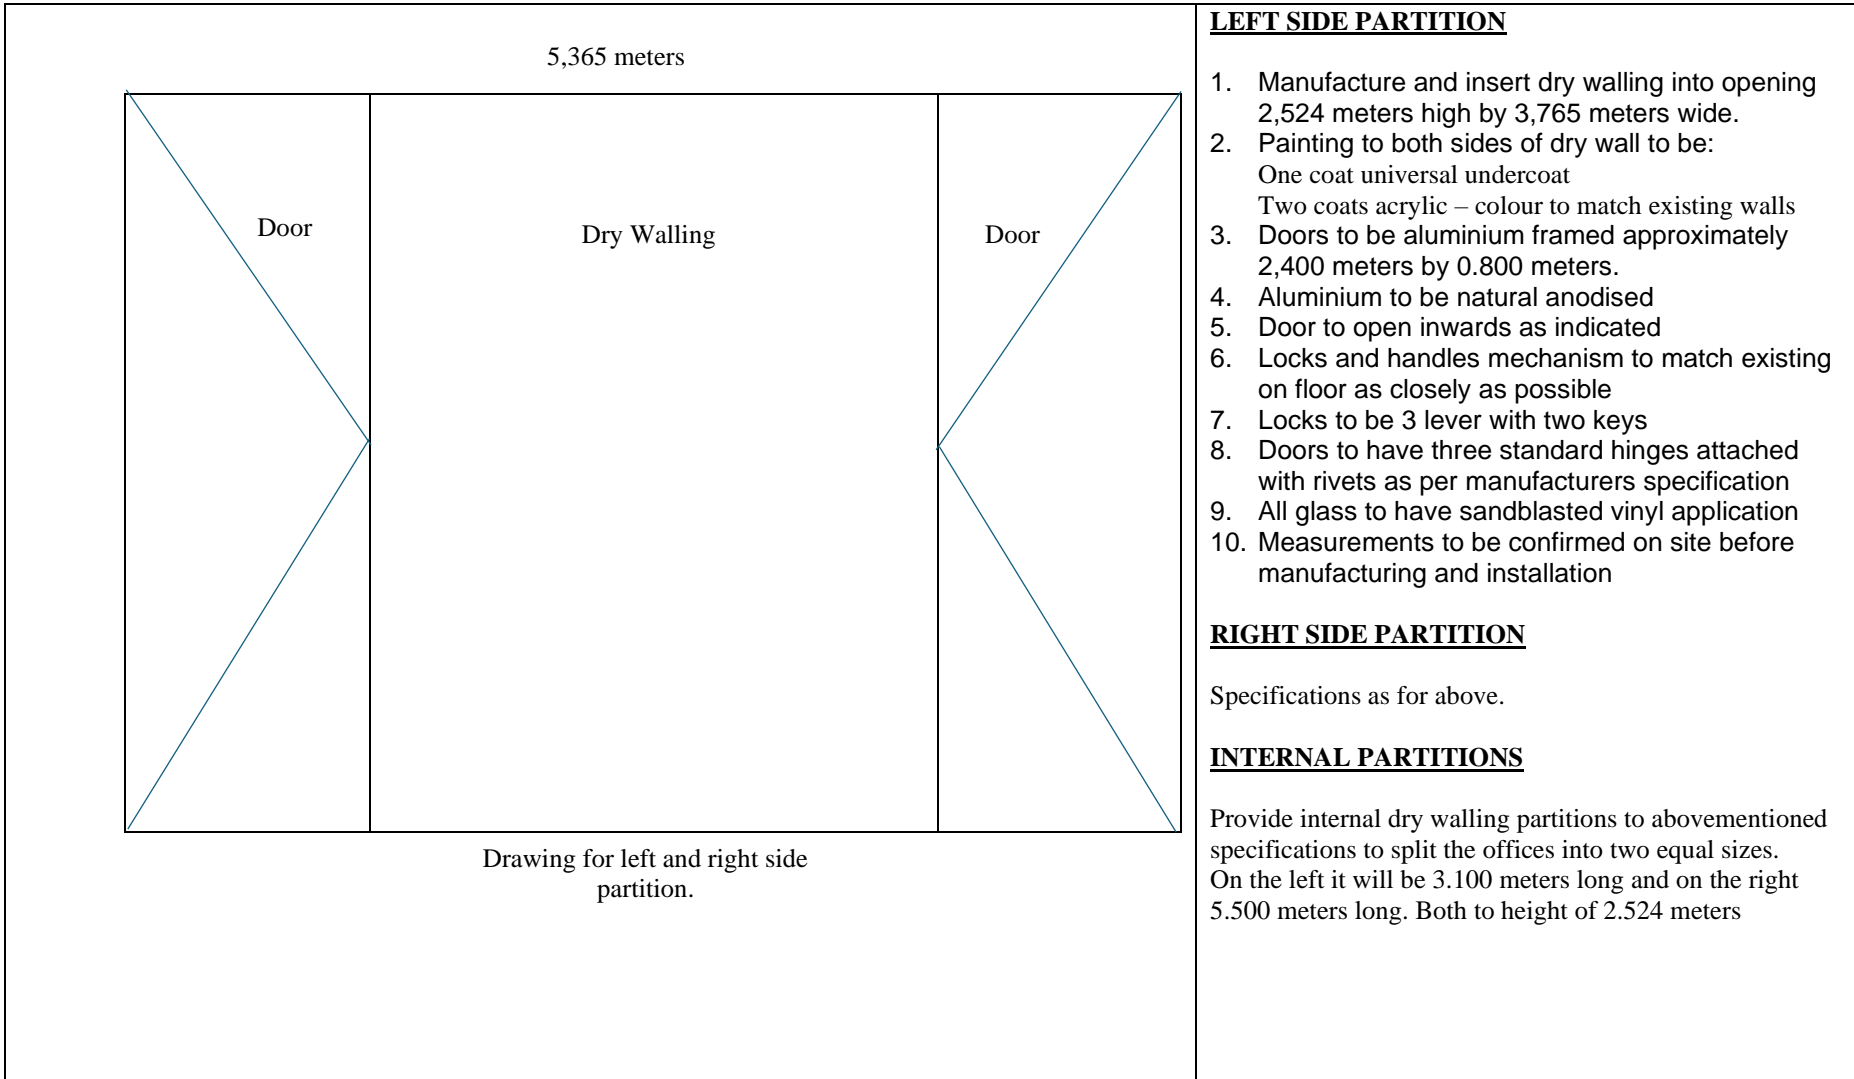 5,365 meters
Door
Dry Walling
Door
Drawing for left and right side
partition.
LEFT SIDE PARTITION
1. Manufacture and insert dry walling into opening
2,524 meters high by 3,765 meters wide.
2. Painting to both sides of dry wall to be:
One coat universal undercoat
Two coats acrylic – colour to match existing walls
3. Doors to be aluminium framed approximately
2,400 meters by 0.800 meters.
4. Aluminium to be natural anodised
5. Door to open inwards as indicated
6. Locks and handles mechanism to match existing
on floor as closely as possible
7. Locks to be 3 lever with two keys
8. Doors to have three standard hinges attached
with rivets as per manufacturers specification
9. All glass to have sandblasted vinyl application
10. Measurements to be confirmed on site before
manufacturing and installation
RIGHT SIDE PARTITION
Specifications as for above.
INTERNAL PARTITIONS
Provide internal dry walling partitions to abovementioned
specifications to split the offices into two equal sizes.
On the left it will be 3.100 meters long and on the right
5.500 meters long. Both to height of 2.524 meters